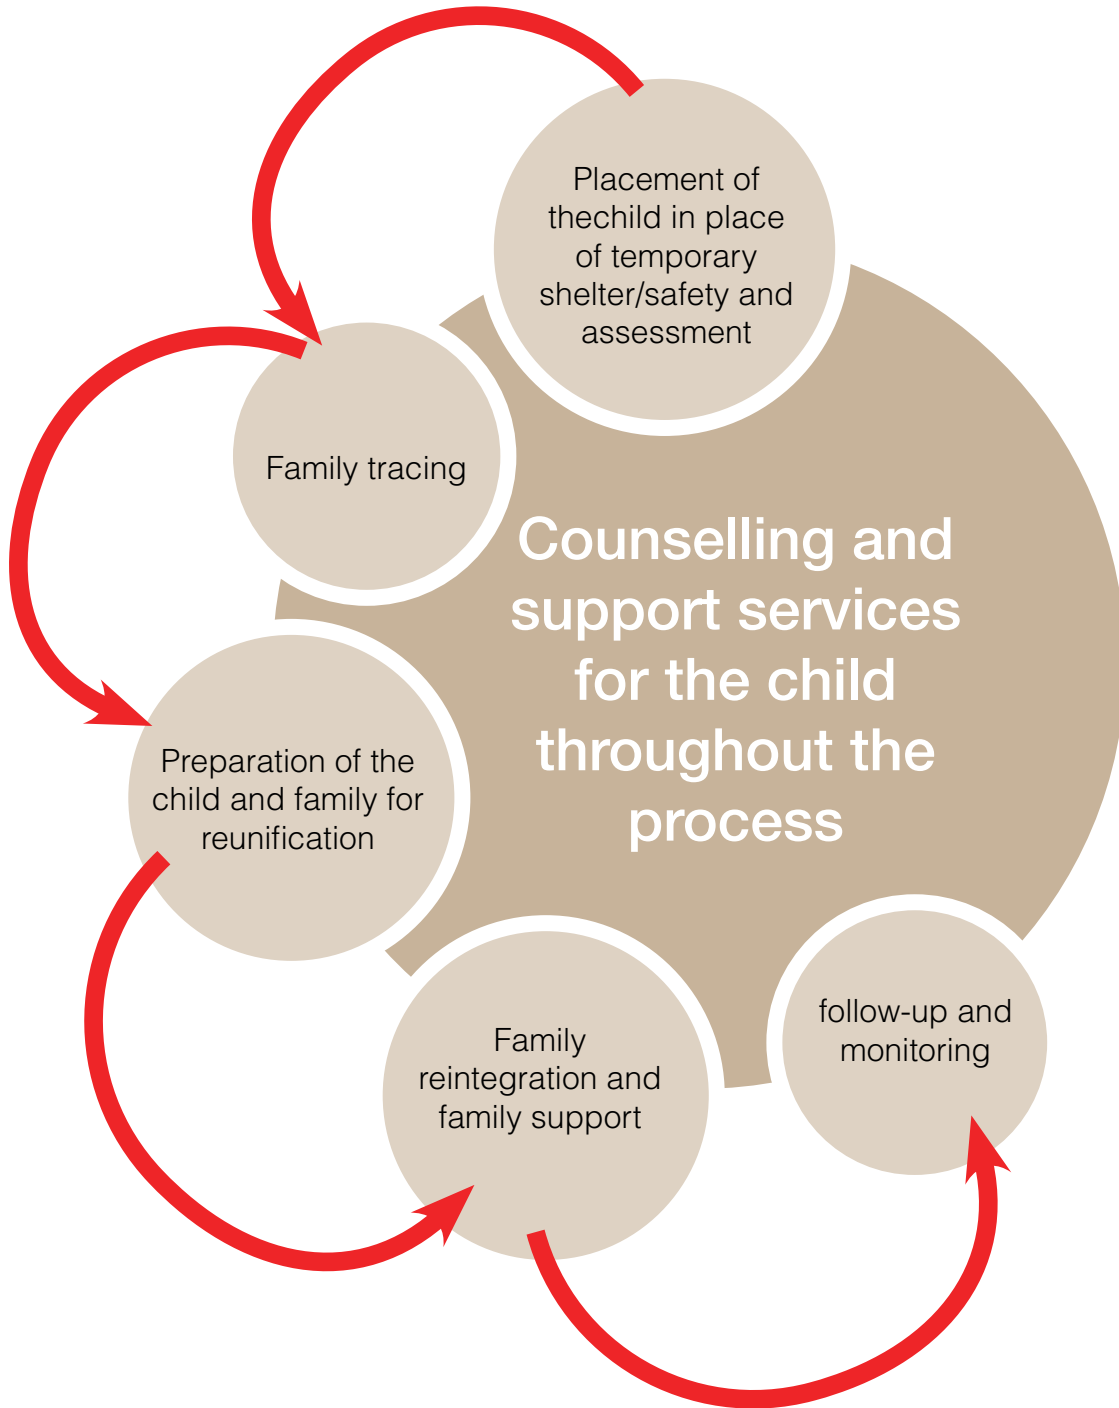 Placement of
thechild in place
of temporary
shelter/safety and
assessment
Family tracing
Counselling and
support services
for the child
throughout the
process
Preparation of the
child and family for
reunification
Family
reintegration and
family support
follow-up and
monitoring